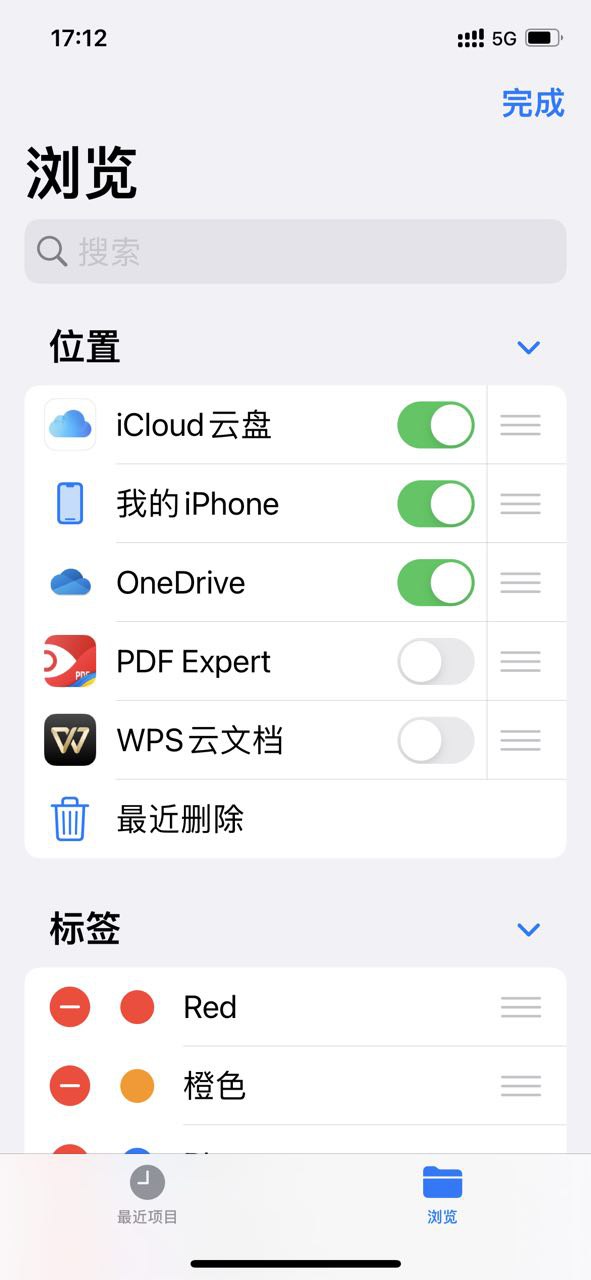 17:12
5G
完成
浏览
搜索
位置
iCloud云盘
我的iPhone
OneDrive
PDF Expert
PDF
WPS云文档
最近删除
标签
Red
橙色
最近项目
浏览